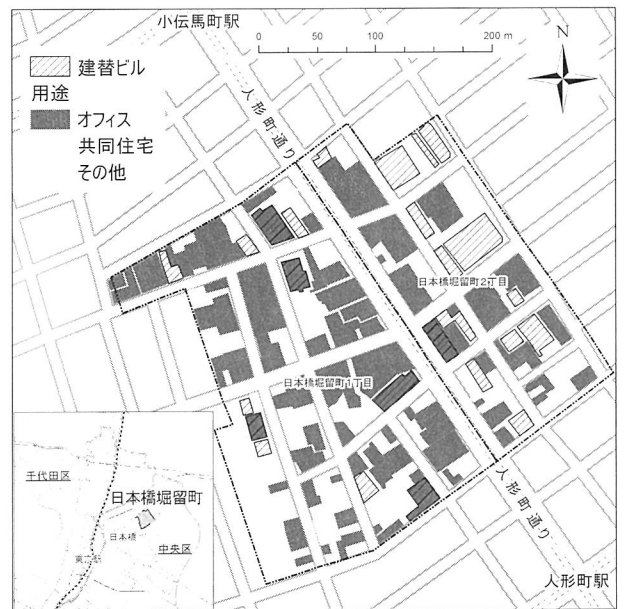 小伝馬町駅
0 50 100 200 m
N
建替ビル
用途
オフィス
共同住宅
その他
人形町通り
日本橋堀留町2丁目
日本橋堀留町1丁目
千代田区
日本橋堀留町
日本橋
中央区
人形町通り
人形町駅